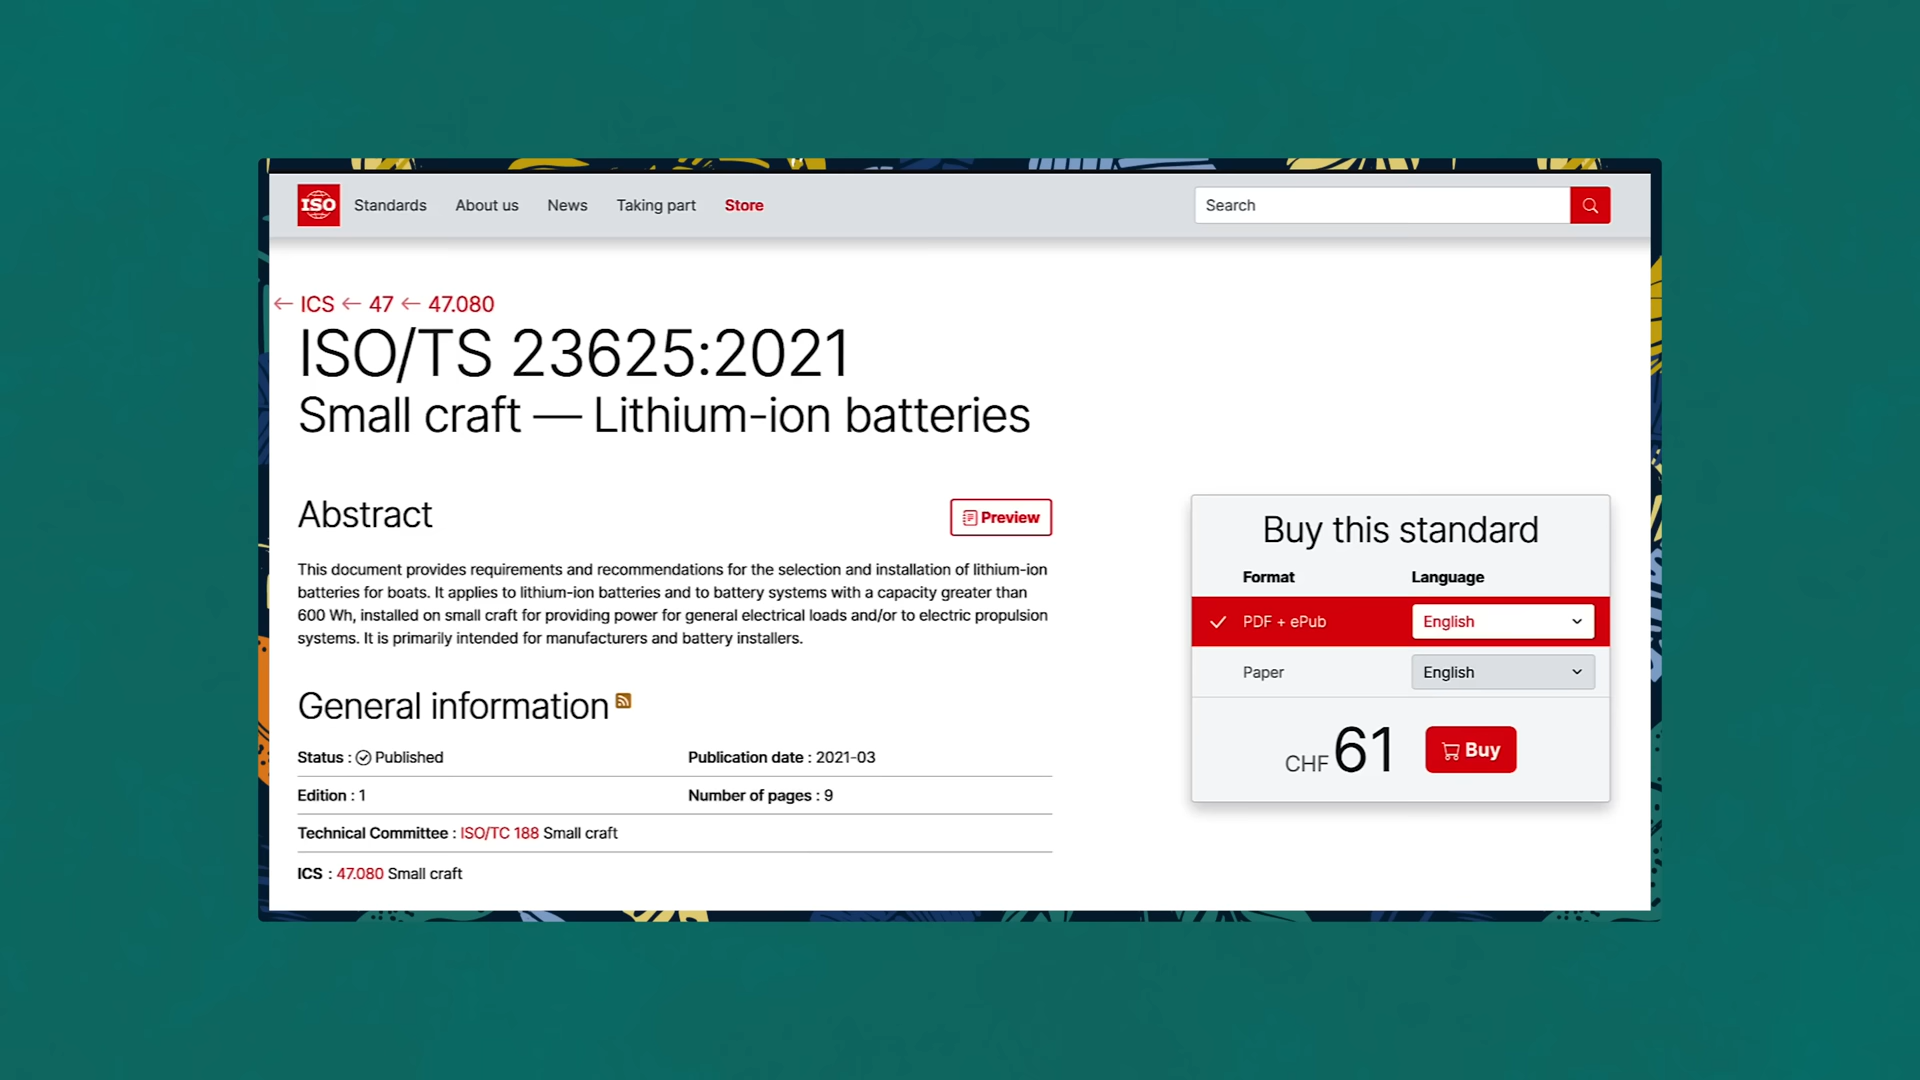 ISO Standards About us News Taking part Store Search
← ICS ← 47 ← 47.080
ISO/TS 23625:2021
Small craft — Lithium-ion batteries
Abstract
Preview
This document provides requirements and recommendations for the selection and installation of lithium-ion
batteries for boats. It applies to lithium-ion batteries and to battery systems with a capacity greater than
600 Wh, installed on small craft for providing power for general electrical loads and/or to electric propulsion
systems. It is primarily intended for manufacturers and battery installers.
General information
Status : Published
Publication date : 2021-03
Edition : 1
Number of pages : 9
Technical Committee : ISO/TC 188 Small craft
ICS : 47.080 Small craft
Buy this standard
Format Language
PDF + ePub English
Paper English
CHF 61 Buy